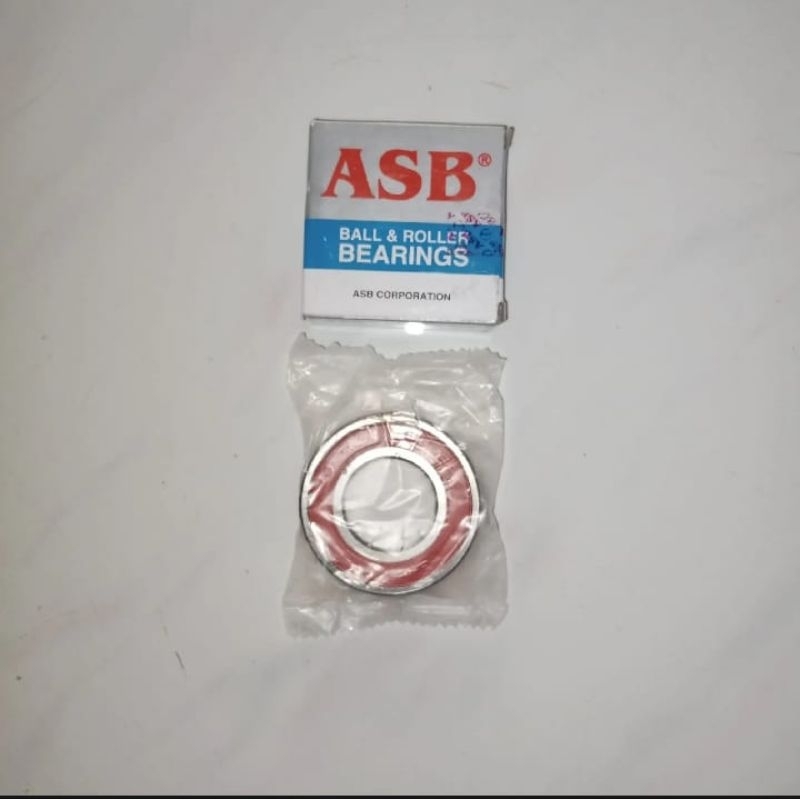 ASB®
BALL & ROLLER
BEARINGS
ASB CORPORATION